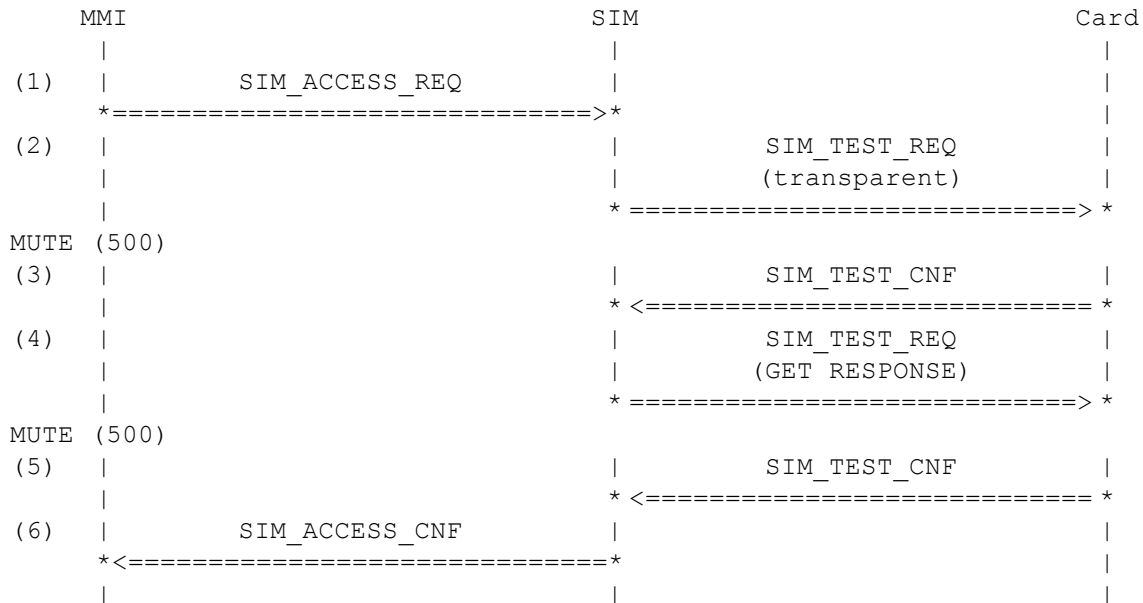 MMI SIM Card
| | |
(1) | SIM_ACCESS_REQ | |
*==============================>* |
(2) | | SIM_TEST_REQ |
| | (transparent) |
| * ============================> *
MUTE (500)
(3) | | SIM_TEST_CNF |
| * <============================ *
(4) | | SIM_TEST_REQ |
| | (GET RESPONSE) |
| * ============================> *
MUTE (500)
(5) | | SIM_TEST_CNF |
| * <============================ *
(6) | SIM_ACCESS_CNF | |
*<==============================* |
| | |